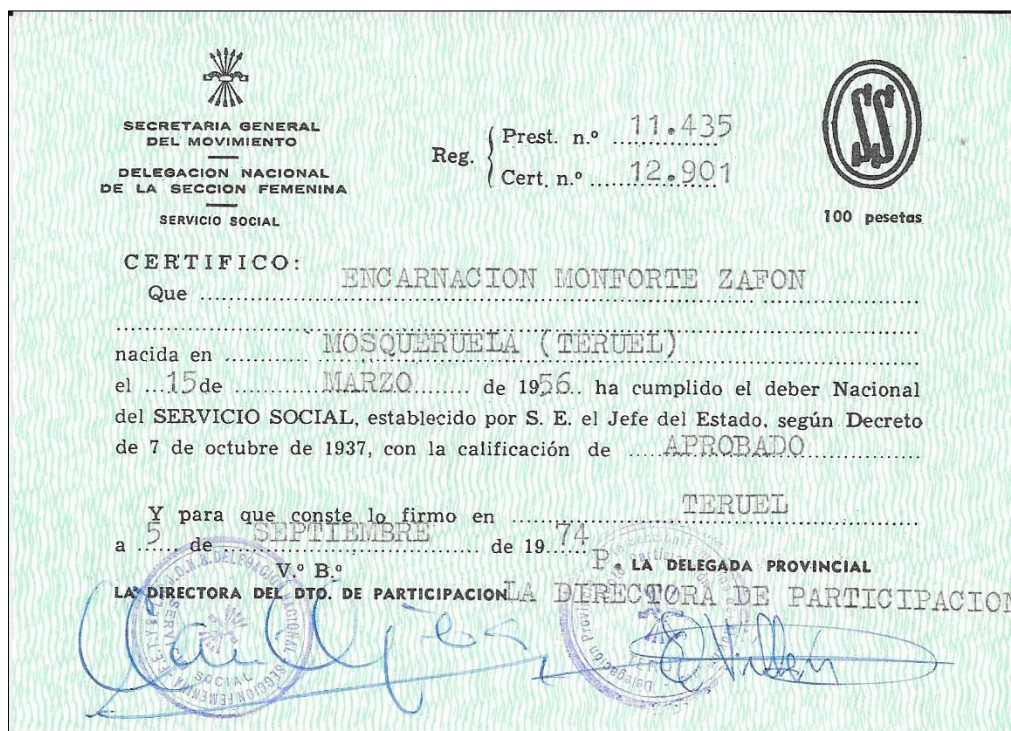 SECRETARIA GENERAL
DEL MOVIMIENTO
DELEGACION NACIONAL
DE LA SECCION FEMENINA
SERVICIO SOCIAL
Reg.
Prest. n.º 11.435
Cert. n.º 12.901
SS
100 pesetas
CERTIFICO:
Que ENCARNACION MONFORTE ZAFON
nacida en MOSQUERUELA (TERUEL)
el 15 de MARZO de 1956 ha cumplido el deber Nacional
del SERVICIO SOCIAL, establecido por S. E. el Jefe del Estado, según Decreto
de 7 de octubre de 1937, con la calificación de APROBADO
Y para que conste lo firmo en TERUEL
a 5 de SEPTIEMBRE de 1974
V.º B.º
P. LA DELEGADA PROVINCIAL
LA DIRECTORA DEL DTO. DE PARTICIPACION
LA DIRECTORA DE PARTICIPACION
DELEGACION NACIONAL SECCION FEMENINA
SOCIAL